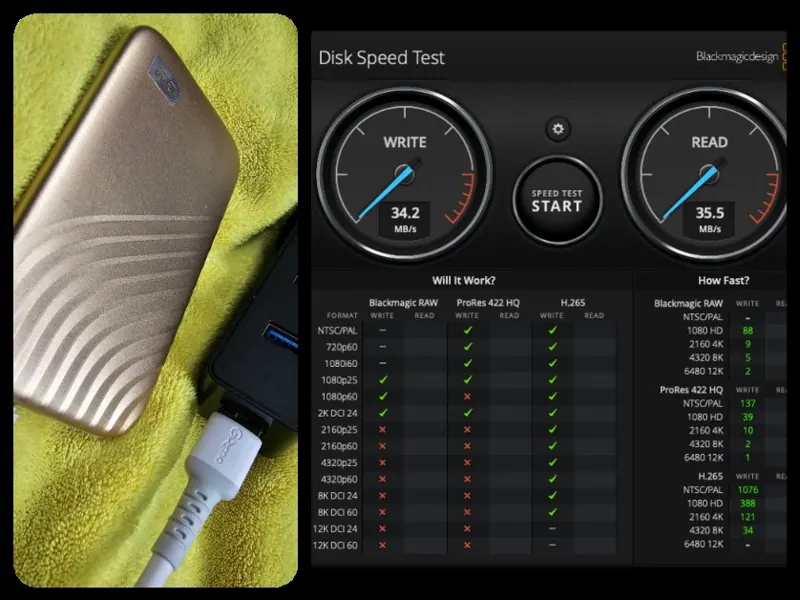 Disk Speed Test
Blackmagicdesign
WRITE
34.2
MB/s
SPEED TEST
START
READ
35.5
MB/s
Will It Work?
Blackmagic RAW ProRes 422 HQ H.265
FORMAT WRITE READ WRITE READ WRITE READ
NTSC/PAL – ✓ ✓
720p60 – ✓ ✓
1080i60 – ✓ ✓
1080p25 ✓ ✓ ✓
1080p60 ✓ ✗ ✓
2K DCI 24 ✓ ✓ ✓
2160p25 ✗ ✗ ✓
2160p60 ✗ ✗ ✓
4320p25 ✗ ✗ ✓
4320p60 ✗ ✗ ✓
8K DCI 24 ✗ ✗ ✓
8K DCI 60 ✗ ✗ ✓
12K DCI 24 ✗ ✗ –
12K DCI 60 ✗ ✗ –
How Fast?
Blackmagic RAW WRITE
NTSC/PAL -
1080 HD 88
2160 4K 9
4320 8K 5
6480 12K 2
ProRes 422 HQ WRITE
NTSC/PAL 137
1080 HD 39
2160 4K 10
4320 8K 2
6480 12K 1
H.265 WRITE
NTSC/PAL 1076
1080 HD 388
2160 4K 121
4320 8K 34
6480 12K -